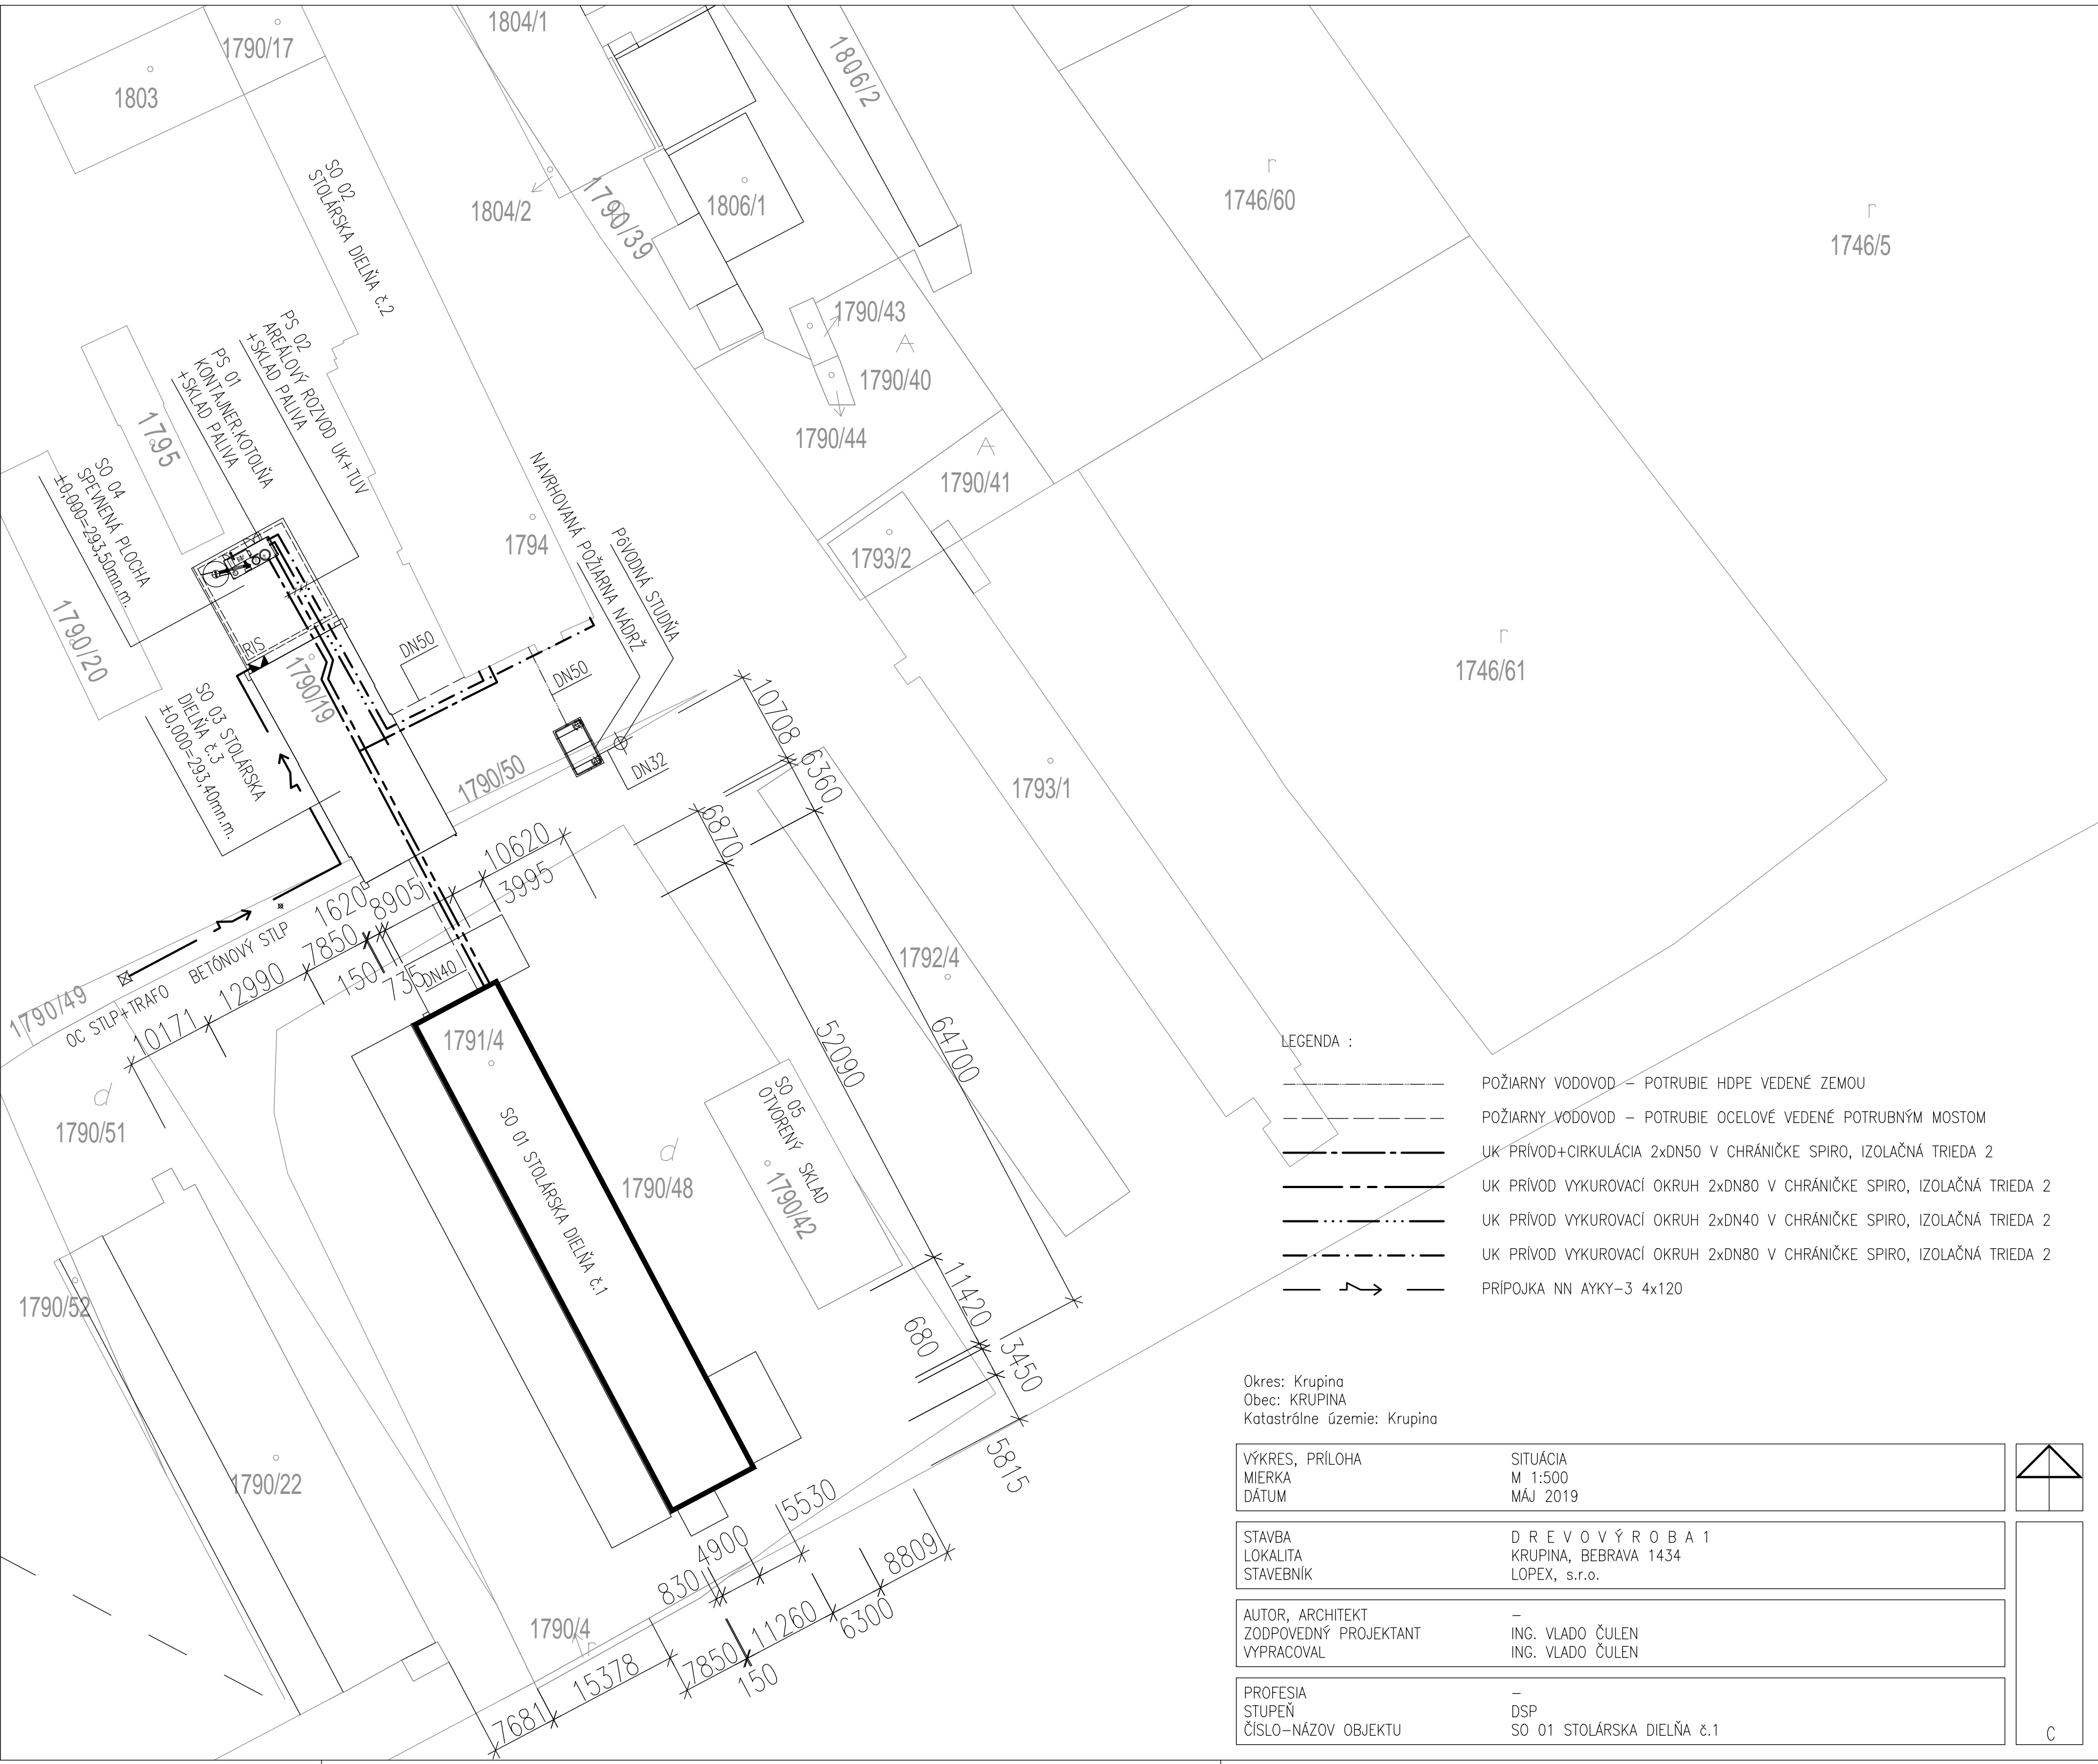 1804/1
1790/17
1803
1806/2
SO 02
STOLÁRSKA DIELŇA č.2
1804/2
1790/39
1806/1
r
1746/60
r
1746/5
1790/43
A
1790/40
1790/44
A
1790/41
PS 02
AREÁLOVÝ ROZVOD UK+TUV
+SKLAD PALIVA
PS 01
KONTAJNER.KOTOLŇA
+SKLAD PALIVA
1795
SO 04
SPEVNENÁ PLOCHA
±0,000=293,50mn.m.
1790/20
1794
NAVRHOVANÁ POŽIARNA NÁDRŽ
PôVODNÁ STUDŇA
1793/2
r
1746/61
RIS
1790/19
DN50
DN50
SO 03 STOLÁRSKA
DIELŇA č.3
±0,000=293,40mn.m.
1790/50
DN32
10708
6360
6870
1793/1
10620
3995
1620
8905
7850
12990
150
735
DN40
BETÓNOVÝ STLP
OC STLP+TRAFO
1790/49
10171
1792/4
1791/4
52090
64700
d
1790/51
SO 01 STOLÁRSKA DIELŇA č.1
d
1790/48
SO 05
OTVORENÝ SKLAD
1790/42
1790/52
11420
680
13450
5815
1790/22
5530
4900
830
8809
6300
11260
150
7850
15378
7681
1790/4
r
LEGENDA :
POŽIARNY VODOVOD – POTRUBIE HDPE VEDENÉ ZEMOU
POŽIARNY VODOVOD – POTRUBIE OCELOVÉ VEDENÉ POTRUBNÝM MOSTOM
UK PRÍVOD+CIRKULÁCIA 2xDN50 V CHRÁNIČKE SPIRO, IZOLAČNÁ TRIEDA 2
UK PRÍVOD VYKUROVACÍ OKRUH 2xDN80 V CHRÁNIČKE SPIRO, IZOLAČNÁ TRIEDA 2
UK PRÍVOD VYKUROVACÍ OKRUH 2xDN40 V CHRÁNIČKE SPIRO, IZOLAČNÁ TRIEDA 2
UK PRÍVOD VYKUROVACÍ OKRUH 2xDN80 V CHRÁNIČKE SPIRO, IZOLAČNÁ TRIEDA 2
PRÍPOJKA NN AYKY–3 4x120
Okres: Krupina
Obec: KRUPINA
Katastrálne územie: Krupina
VÝKRES, PRÍLOHA SITUÁCIA
MIERKA M 1:500
DÁTUM MÁJ 2019
STAVBA D R E V O V Ý R O B A 1
LOKALITA KRUPINA, BEBRAVA 1434
STAVEBNÍK LOPEX, s.r.o.
AUTOR, ARCHITEKT –
ZODPOVEDNÝ PROJEKTANT ING. VLADO ČULEN
VYPRACOVAL ING. VLADO ČULEN
PROFESIA –
STUPEŇ DSP
ČÍSLO–NÁZOV OBJEKTU SO 01 STOLÁRSKA DIELŇA č.1
C